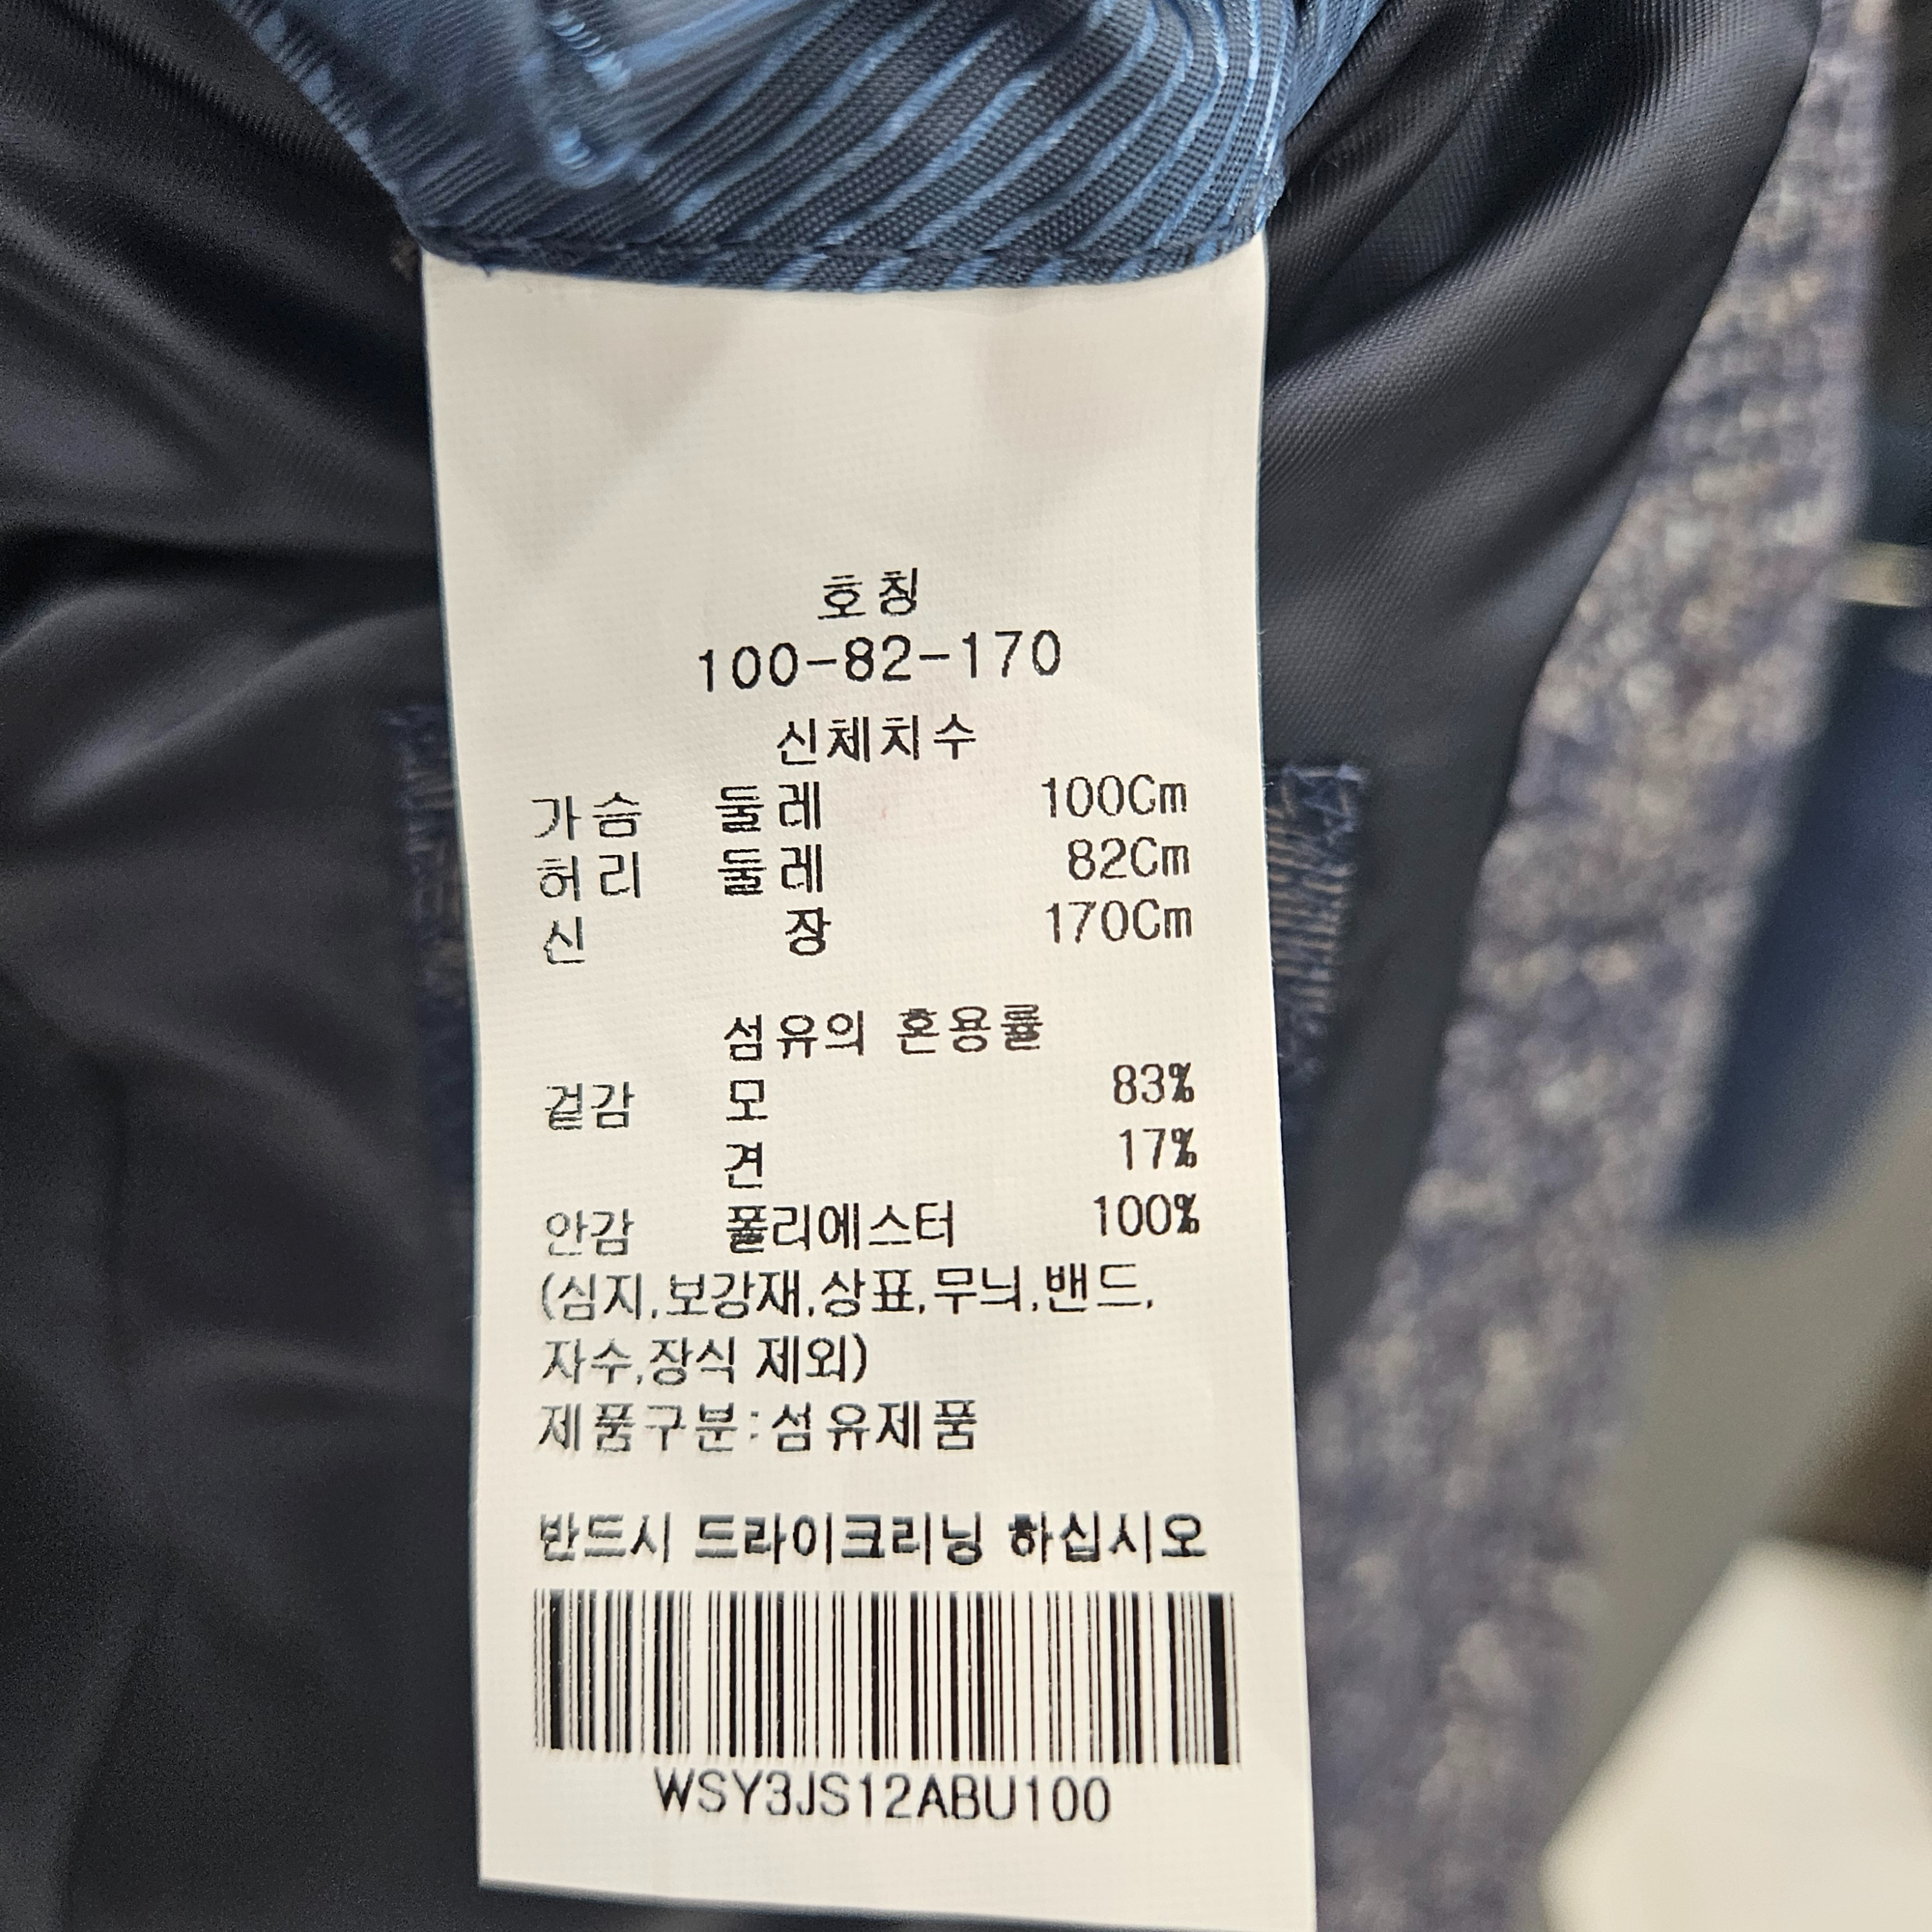 호칭
100-82-170
신체치수
가슴 둘레 100Cm
허리 둘레 82Cm
신 장 170Cm
섬유의 혼용률
겉감 모 83%
견 17%
안감 폴리에스터 100%
(심지,보강재,상표,무늬,밴드,
자수,장식 제외)
제품구분:섬유제품
반드시 드라이크리닝 하십시오
WSY3JS12ABU100